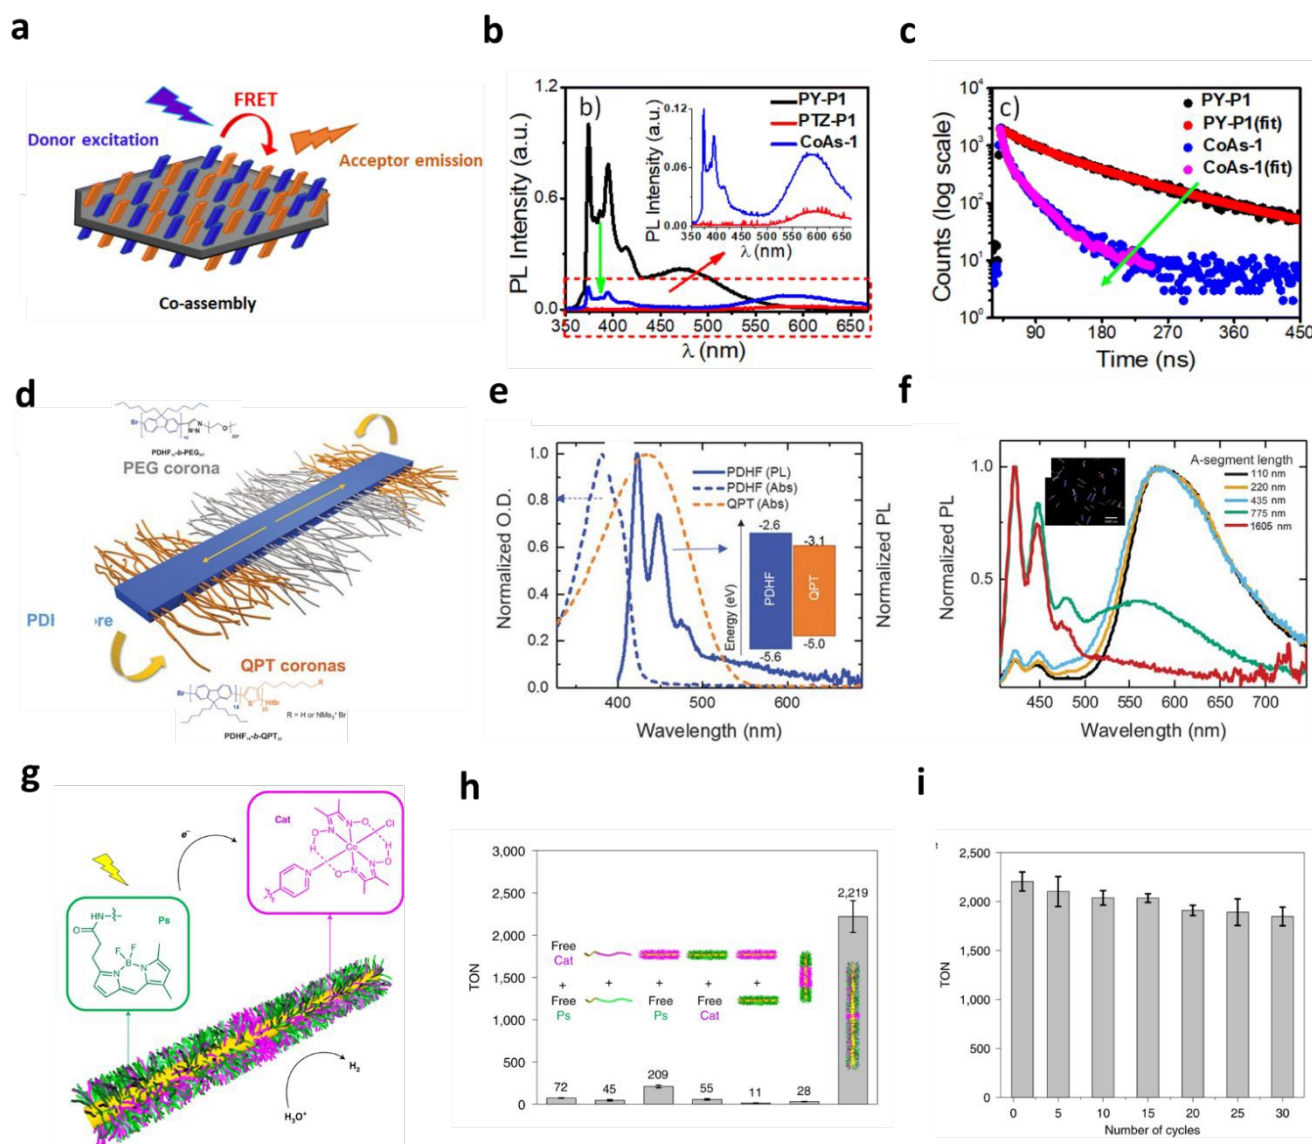 a
FRET
Donor excitation
Acceptor emission
Co-assembly
b
b)
PY-P1
PTZ-P1
CoAs-1
PL Intensity (a.u.)
1.2
0.6
0.0
350 400 450 500 550 600 650
λ (nm)
PL Intensity (a.u.)
0.12
0.06
0.00
350 400 450 500 550 600 650
λ (nm)
c
c)
PY-P1
PY-P1(fit)
CoAs-1
CoAs-1(fit)
Counts (log scale)
10⁴
10³
10²
10¹
10⁰
90 180 270 360 450
Time (ns)
d
Br
PDHF₁₄-b-PEG₂₂₇
PEG corona
PDI re
QPT coronas
Br
H/Br
R
R = H or NMe₃⁺ Br
PDHF₁₄-b-QPT₂₂
e
PDHF (PL)
PDHF (Abs)
QPT (Abs)
Normalized O.D.
1.0
0.8
0.6
0.4
0.2
0.0
400 500 600
Wavelength (nm)
Normalized PL
Energy (eV)
-2.6
-3.1
PDHF
QPT
-5.6
-5.0
f
A-segment length
110 nm
220 nm
435 nm
775 nm
1605 nm
Normalized PL
1.0
0.5
450 500 550 600 650 700
Wavelength (nm)
g
e⁻
Cat
Cl
O
N
N
O
H
H
Co
N
O
N
N
O
Ps
HN
O
F
F
B
N
N
H₂
H₃O⁺
h
TON
3,000
2,500
2,000
1,500
1,000
500
0
72
45
209
55
11
28
2,219
Free Cat + Free Ps
+
+ Free Ps
+ Free Cat
+
i
TON
2,500
2,000
1,500
1,000
500
0
0 5 10 15 20 25 30
Number of cycles